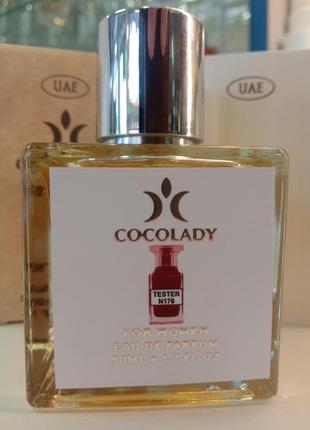 UAE
UAE
COCOLADY
TESTER
N176
FOR WOMEN
EAU DE PARFUM
50ML e 1.7 FL.OZ